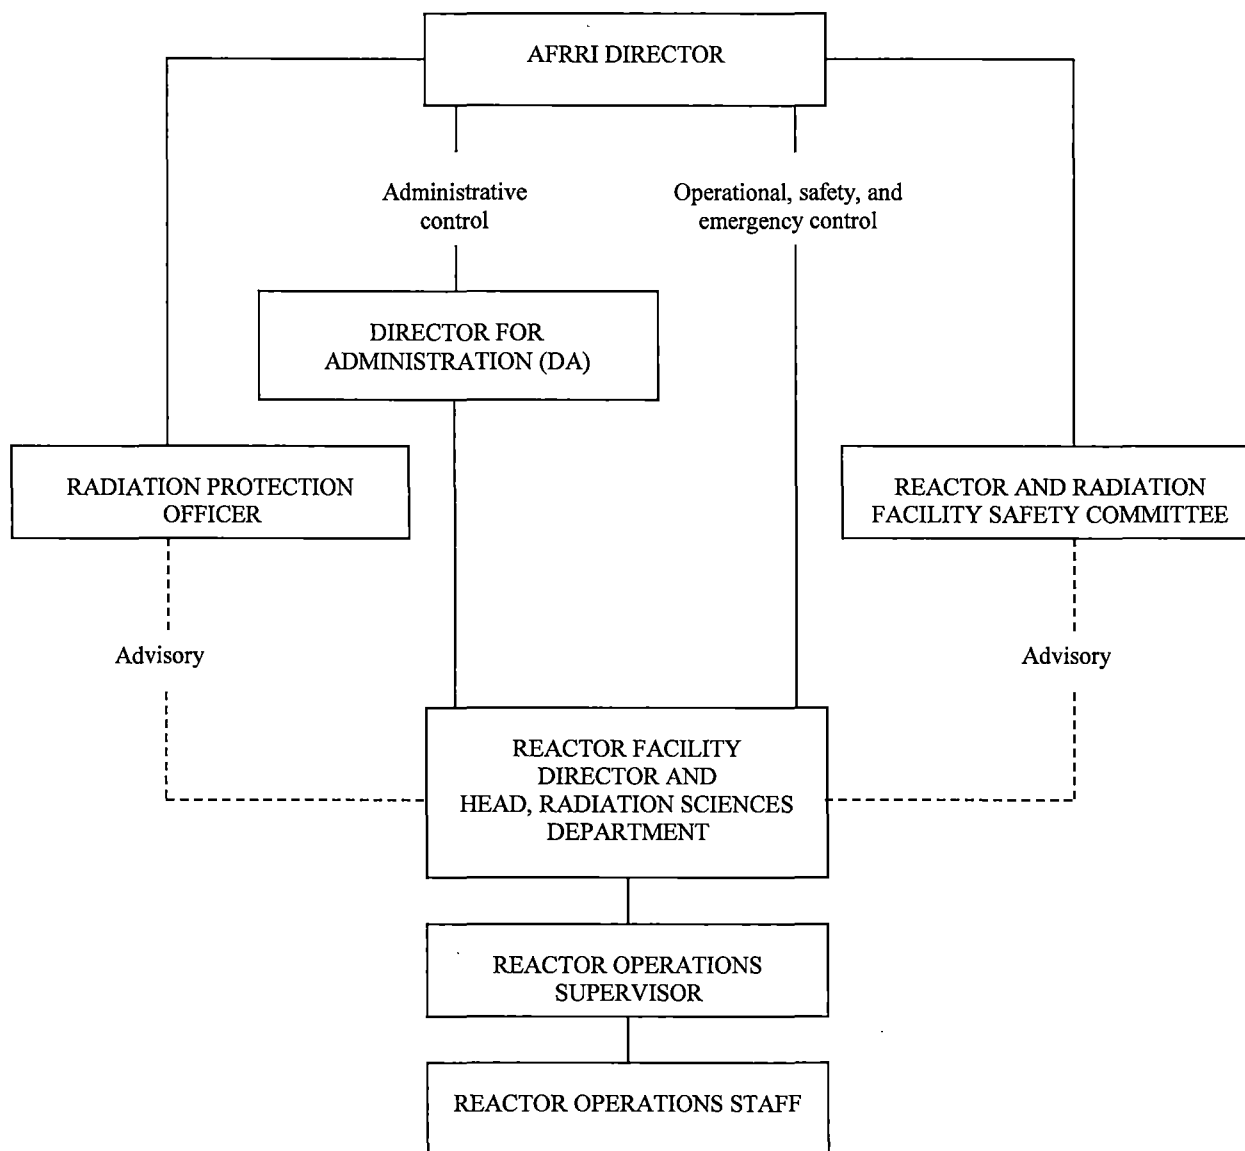 AFRRI DIRECTOR
Administrative
control
Operational, safety, and
emergency control
DIRECTOR FOR
ADMINISTRATION (DA)
RADIATION PROTECTION
OFFICER
REACTOR AND RADIATION
FACILITY SAFETY COMMITTEE
Advisory
Advisory
REACTOR FACILITY
DIRECTOR AND
HEAD, RADIATION SCIENCES
DEPARTMENT
REACTOR OPERATIONS
SUPERVISOR
REACTOR OPERATIONS STAFF